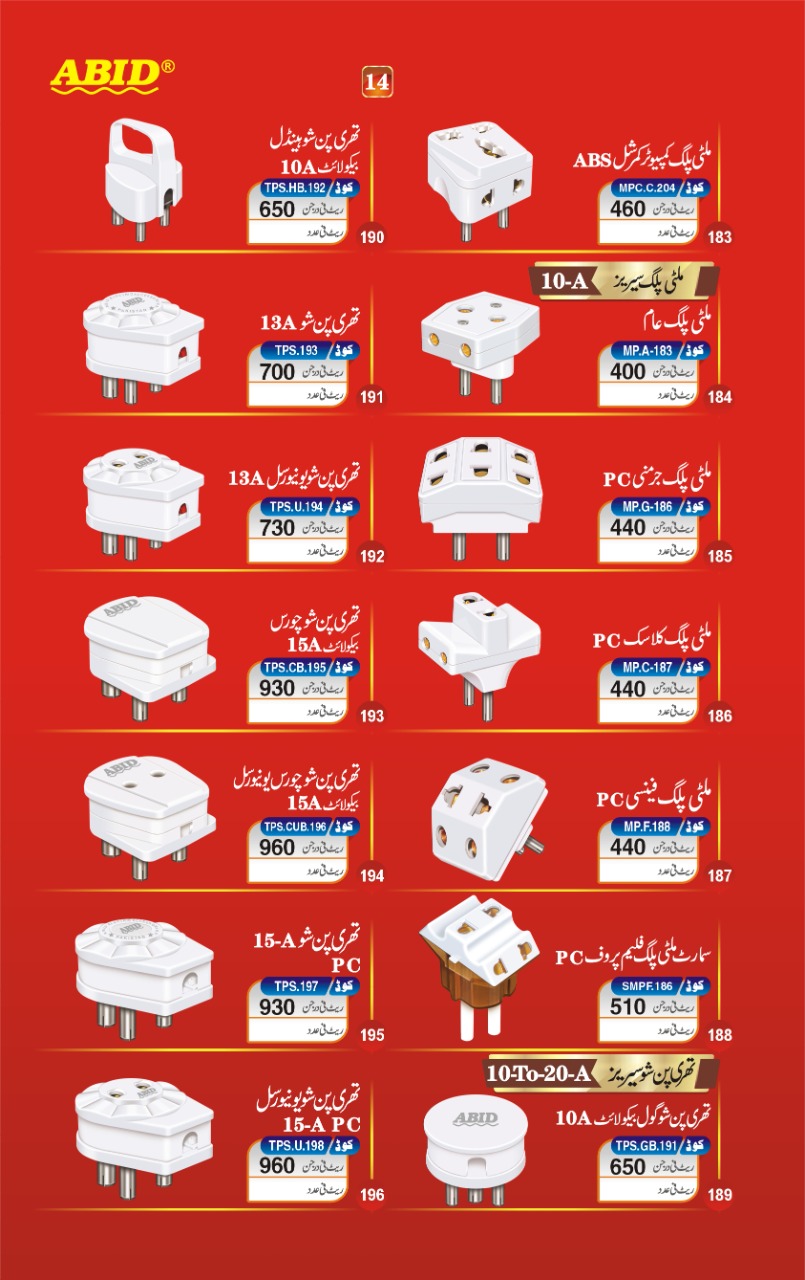 ABID®
14
ملٹی پلگ کمپیوٹر کمرشل ABS
کوڈ / MPC.C.204
ریٹ فی درجن 460
ریٹ فی عدد
183
ملٹی پلگ سیریز 10-A
ملٹی پلگ عام
کوڈ / MP.A-183
ریٹ فی درجن 400
ریٹ فی عدد
184
ملٹی پلگ جرمنی PC
کوڈ / MP.G-186
ریٹ فی درجن 440
ریٹ فی عدد
185
ملٹی پلگ کلاسک PC
کوڈ / MP.C-187
ریٹ فی درجن 440
ریٹ فی عدد
186
ملٹی پلگ فینسی PC
کوڈ / MP.F.188
ریٹ فی درجن 440
ریٹ فی عدد
187
سمارٹ ملٹی پلگ فلیم پروف PC
کوڈ / SMPF.186
ریٹ فی درجن 510
ریٹ فی عدد
188
تھری پن شو سیریز 10-To-20-A
تھری پن شو گول بیکولائٹ 10A
کوڈ / TPS.GB.191
ریٹ فی درجن 650
ریٹ فی عدد
189
ABID
تھری پن شو ہینڈل
بیکولائٹ 10A
کوڈ / TPS.HB.192
ریٹ فی درجن 650
ریٹ فی عدد
190
تھری پن شو 13A
کوڈ / TPS.193
ریٹ فی درجن 700
ریٹ فی عدد
191
ABID
تھری پن شو یونیورسل 13A
کوڈ / TPS.U.194
ریٹ فی درجن 730
ریٹ فی عدد
192
ABID
تھری پن شو چورس
بیکولائٹ 15A
کوڈ / TPS.CB.195
ریٹ فی درجن 930
ریٹ فی عدد
193
ABID
تھری پن شو چورس یونیورسل
بیکولائٹ 15A
کوڈ / TPS.CUB.196
ریٹ فی درجن 960
ریٹ فی عدد
194
ABID
تھری پن شو 15-A
PC
کوڈ / TPS.197
ریٹ فی درجن 930
ریٹ فی عدد
195
ABID
تھری پن شو یونیورسل
15-A PC
کوڈ / TPS.U.198
ریٹ فی درجن 960
ریٹ فی عدد
196